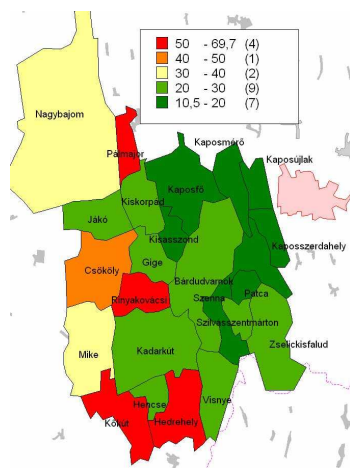 50 - 69,7 (4)
40 - 50 (1)
30 - 40 (2)
20 - 30 (9)
10,5 - 20 (7)
Nagybajom
Pálmajor
Kaposmérő
Kaposújlak
Kiskorpad
Kaposfő
Jákó
Kisasszond
Kaposszerdahely
Gige
Csököly
Bárdudvarnok
Rinyakovácsi
Szenna
Patca
Szilvásszentmárton
Zselickisfalud
Mike
Kadarkút
Visnye
Hencse
Kőkút
Hedrehely